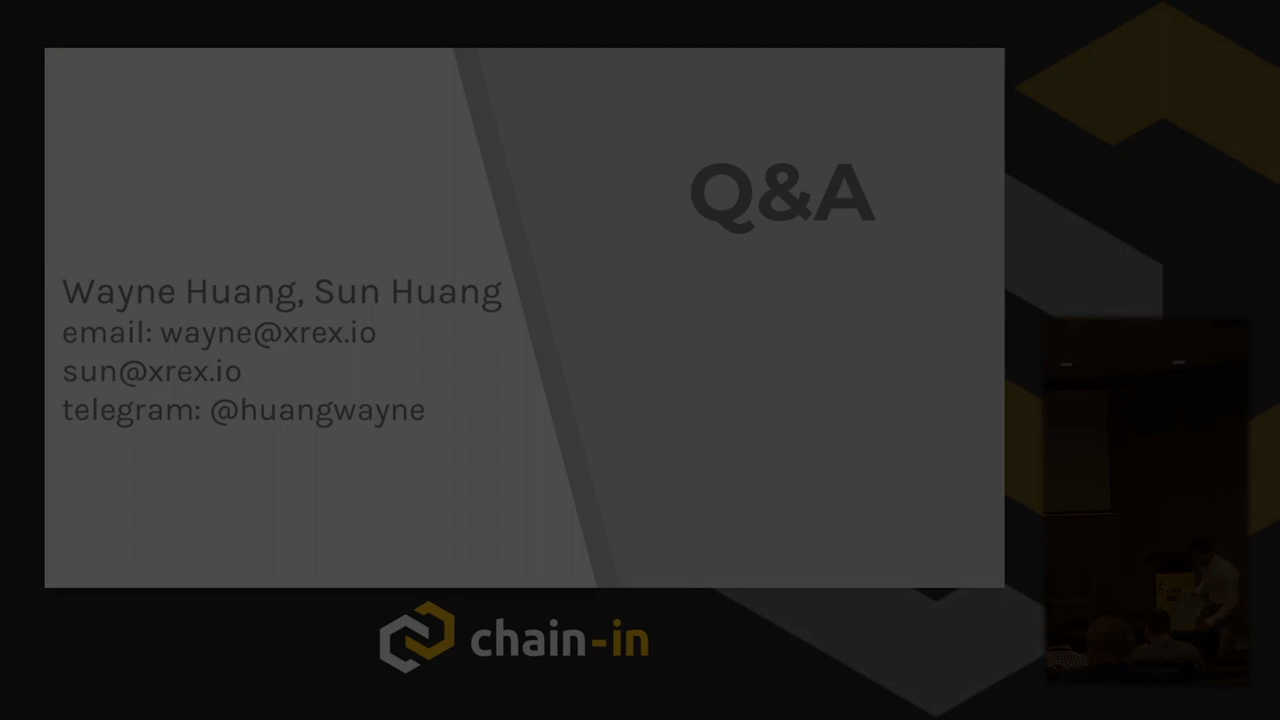 Q&A
Wayne Huang, Sun Huang
email: wayne@xrex.io
sun@xrex.io
telegram: @huangwayne
chain-in